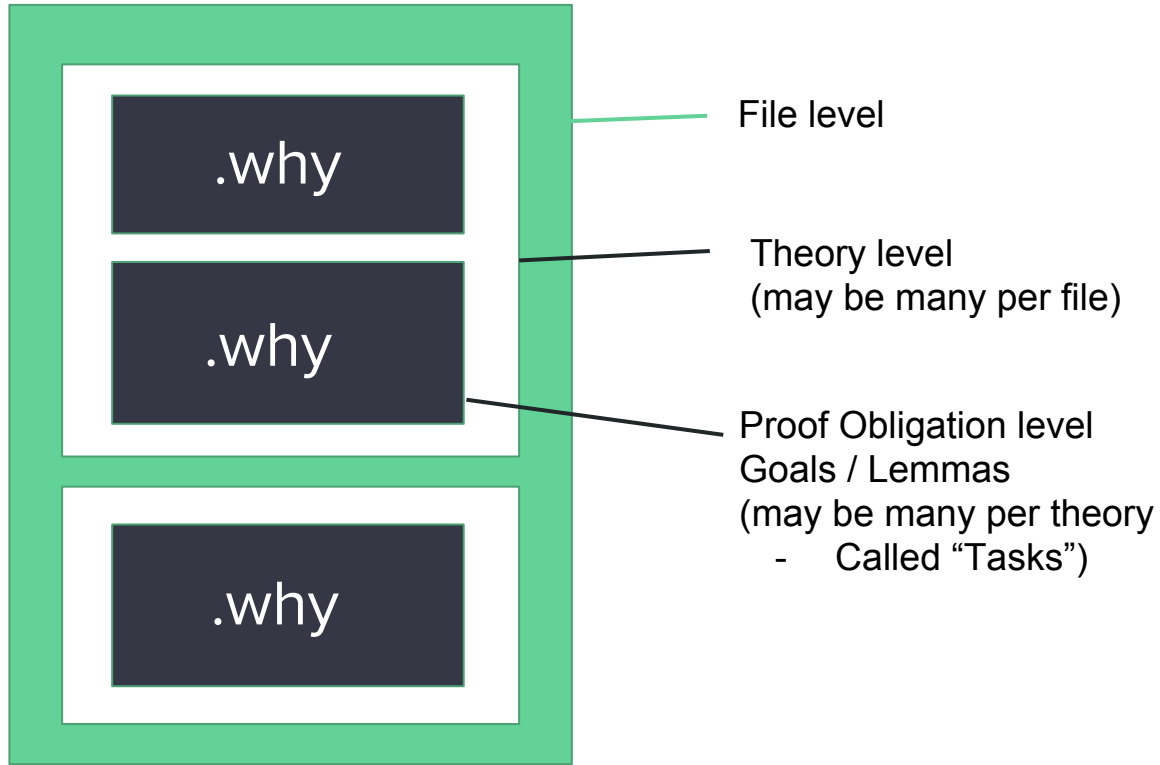 .why
.why
.why
File level
Theory level
(may be many per file)
Proof Obligation level
Goals / Lemmas
(may be many per theory
- Called “Tasks”)